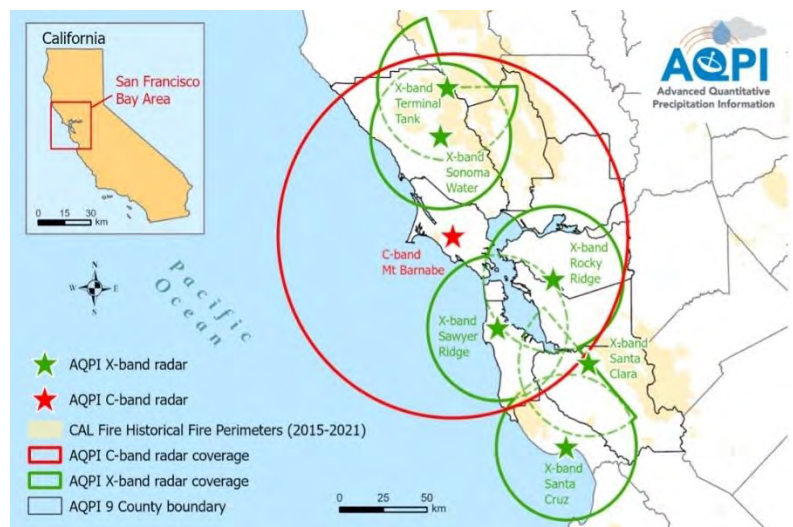 California
San Francisco
Bay Area
0 15 30
km
N
W E
S
Pacific
Ocean
AQPI
Advanced Quantitative
Precipitation Information
X-band
Terminal
Tank
X-band
Sonoma
Water
C-band
Mt Barnabe
X-band
Rocky
Ridge
X-band
Sawyer
Ridge
X-band
Santa
Clara
X-band
Santa
Cruz
AQPI X-band radar
AQPI C-band radar
CAL Fire Historical Fire Perimeters (2015-2021)
AQPI C-band radar coverage
AQPI X-band radar coverage
AQPI 9 County boundary
0 25 50
km